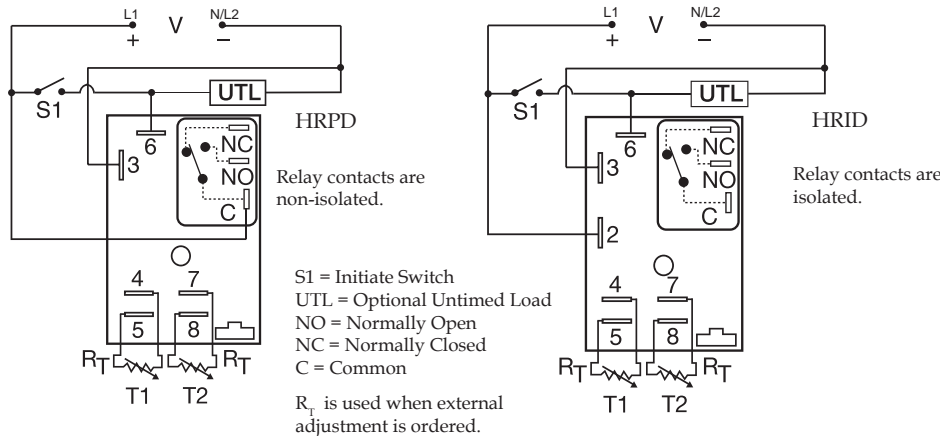 L1 V N/L2
+ −
S1 UTL
HRPD
6
3
NC
NO
C
Relay contacts are
non-isolated.
4 7
5 8
RT RT
T1 T2
S1 = Initiate Switch
UTL = Optional Untimed Load
NO = Normally Open
NC = Normally Closed
C = Common
RT is used when external
adjustment is ordered.
L1 V N/L2
+ −
S1 UTL
HRID
6
3
NC
NO
C
2
Relay contacts are
isolated.
4 7
5 8
RT RT
T1 T2